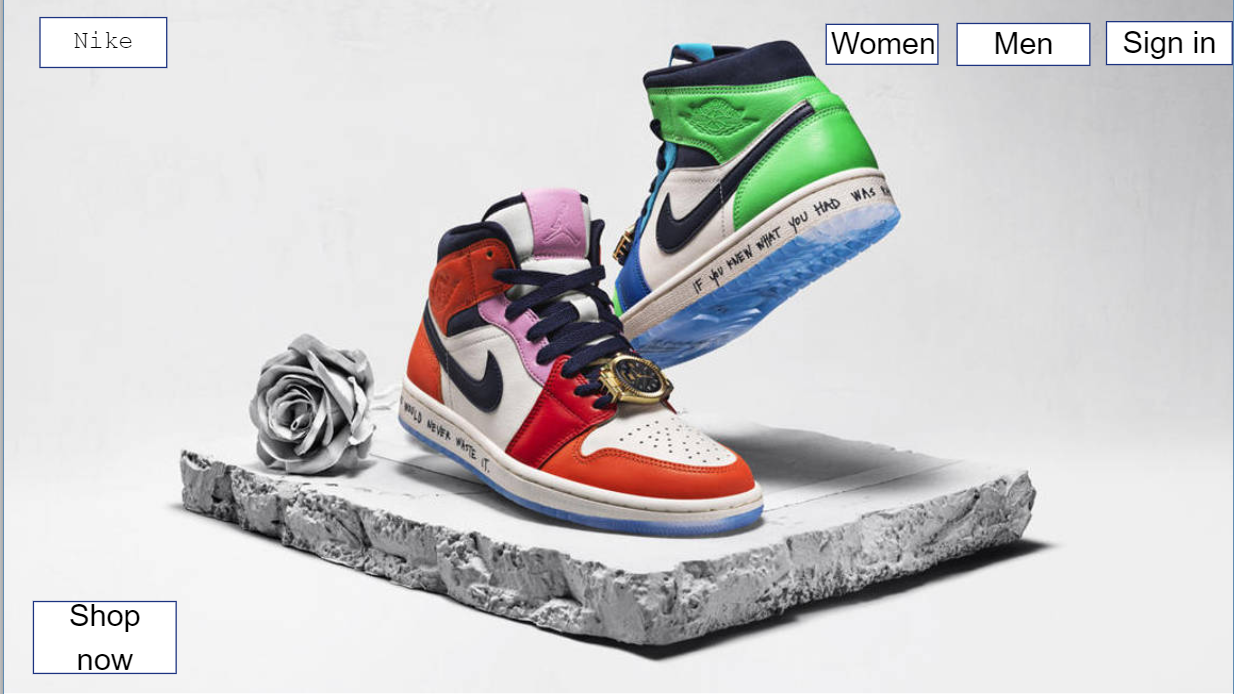 Nike
Women
Men
Sign in
IF YOU KNEW WHAT YOU HAD WAS
WOULD NEVER WASTE IT.
Shop
now